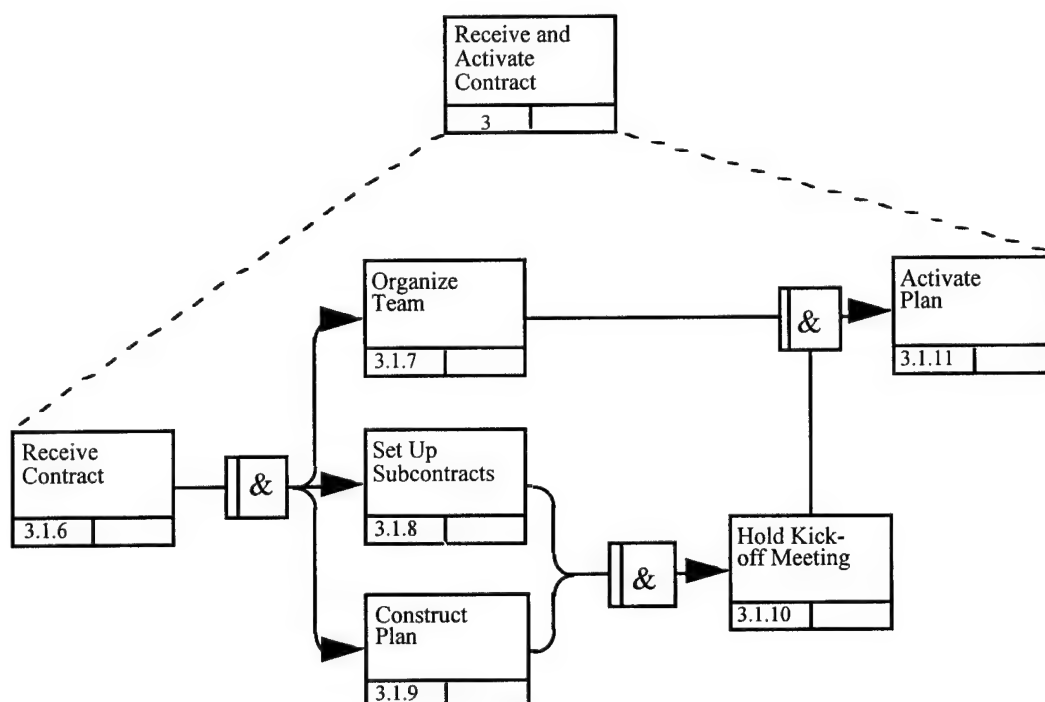 Receive and
Activate
Contract
3
Organize
Team
3.1.7
&
Activate
Plan
3.1.11
Receive
Contract
3.1.6
&
Set Up
Subcontracts
3.1.8
&
Hold Kick-
off Meeting
3.1.10
Construct
Plan
3.1.9